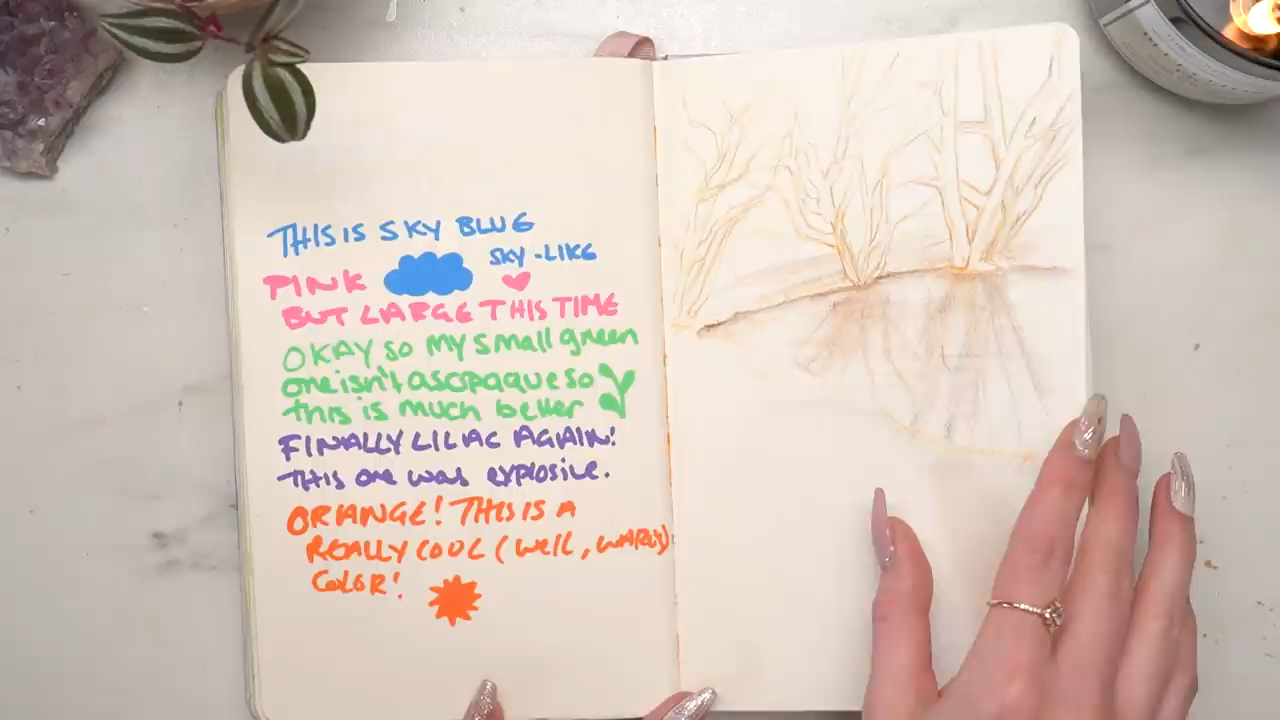 THIS IS SKY BLUE
SKY-LIKE
PINK
BUT LARGE THIS TIME
OKAY so my small green
one isn't as opaque so
this is much better
FINALLY LILAC AGAIN!
This one was explosive.
ORANGE! THIS IS A
REALLY COOL (well, WARM)
COLOR!